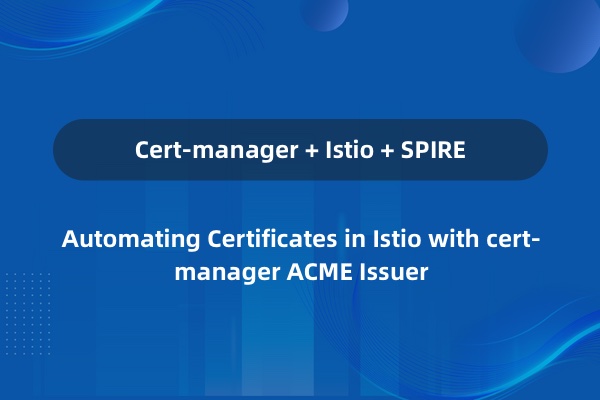 Cert-manager + Istio + SPIRE
Automating Certificates in Istio with cert-
manager ACME Issuer